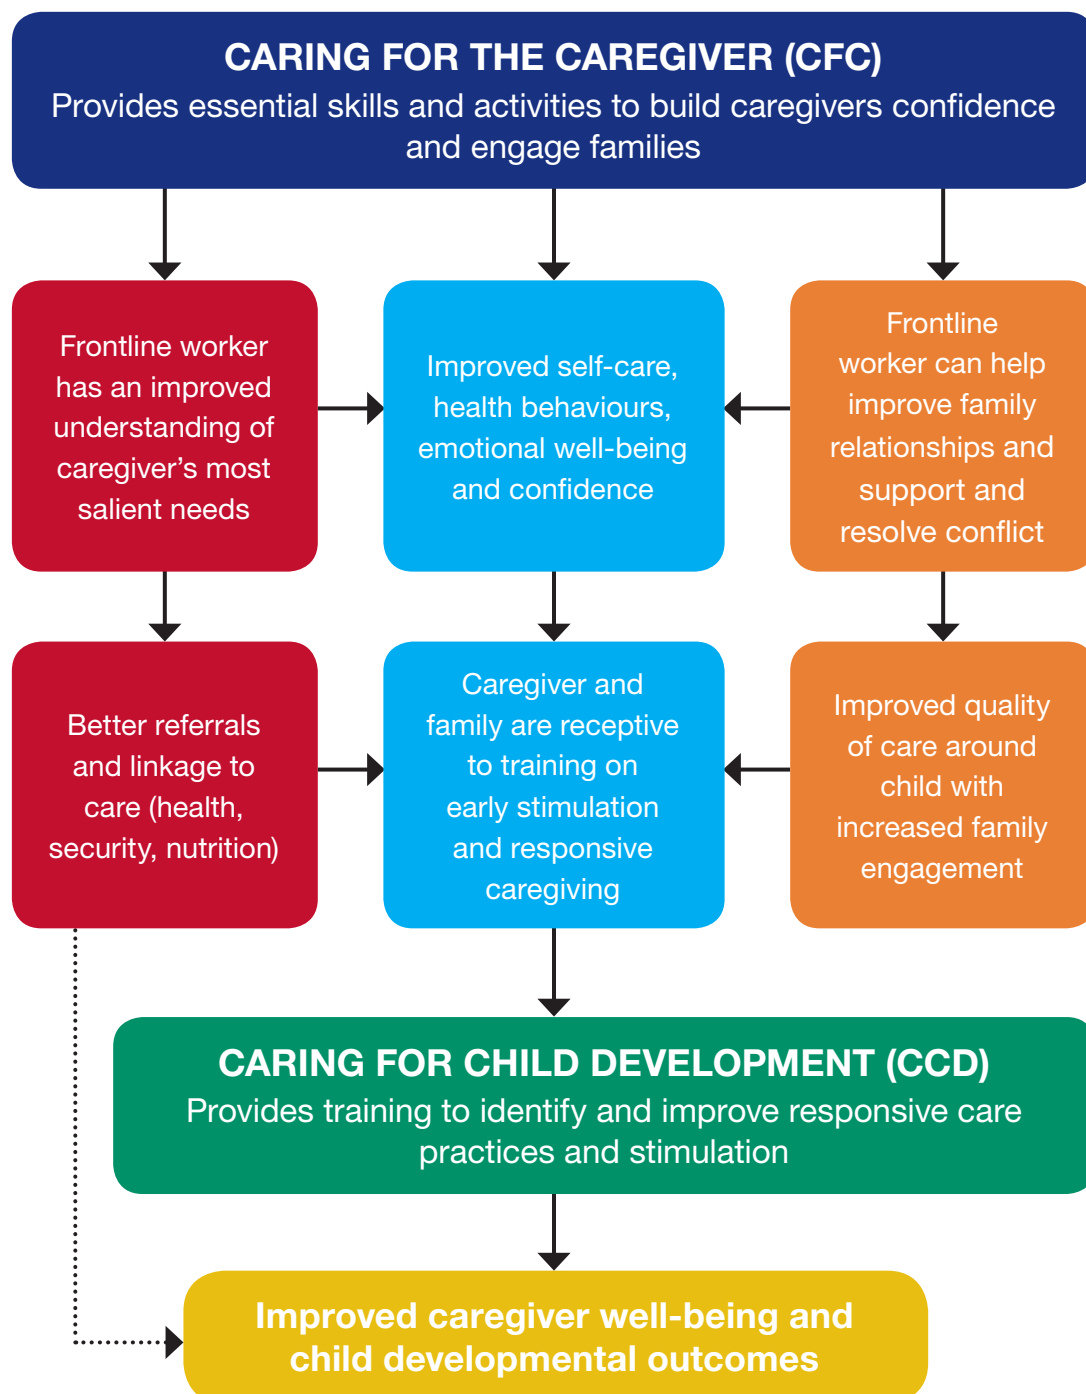 CARING FOR THE CAREGIVER (CFC)
Provides essential skills and activities to build caregivers confidence
and engage families
Frontline worker
has an improved
understanding of
caregiver’s most
salient needs
Improved self-care,
health behaviours,
emotional well-being
and confidence
Frontline
worker can help
improve family
relationships and
support and
resolve conflict
Better referrals
and linkage to
care (health,
security, nutrition)
Caregiver and
family are receptive
to training on
early stimulation
and responsive
caregiving
Improved quality
of care around
child with
increased family
engagement
CARING FOR CHILD DEVELOPMENT (CCD)
Provides training to identify and improve responsive care
practices and stimulation
Improved caregiver well-being and
child developmental outcomes